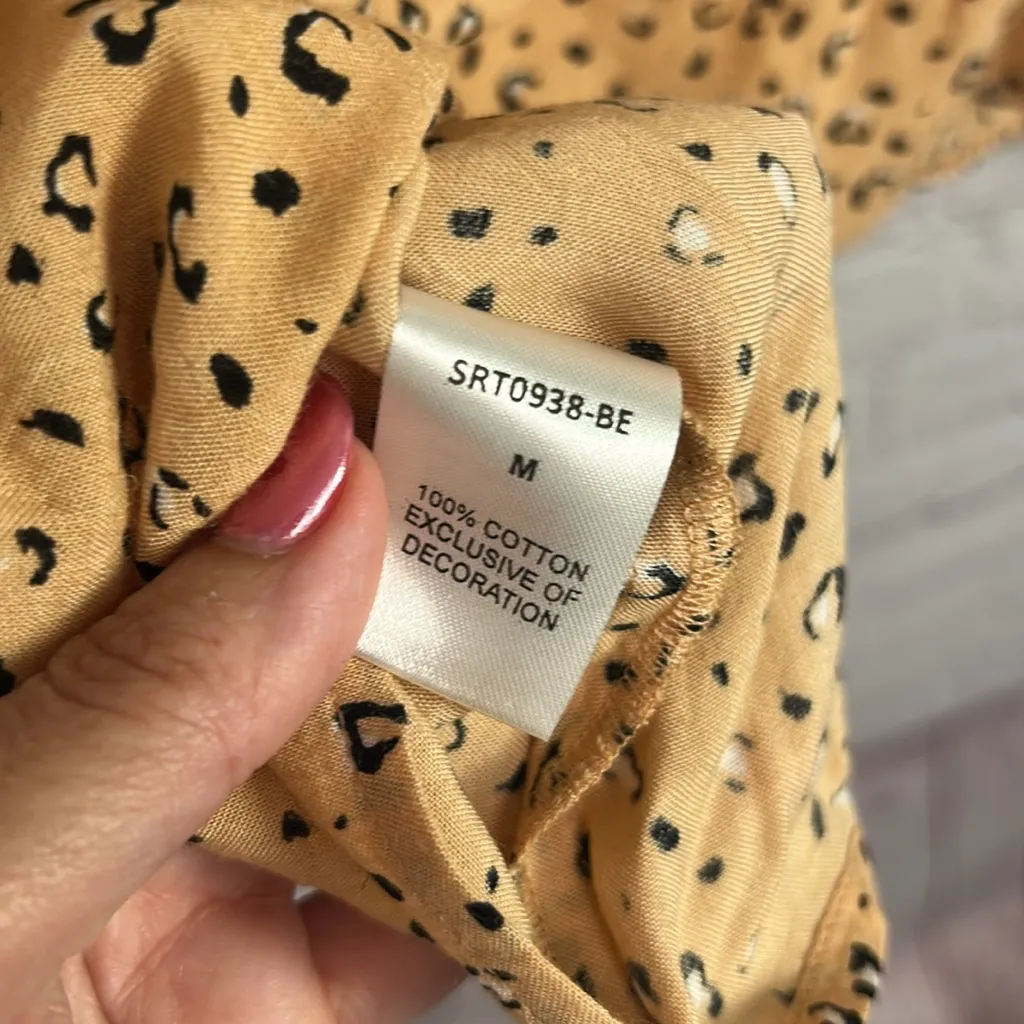 SRT0938-BE
M
100% COTTON
EXCLUSIVE OF
DECORATION